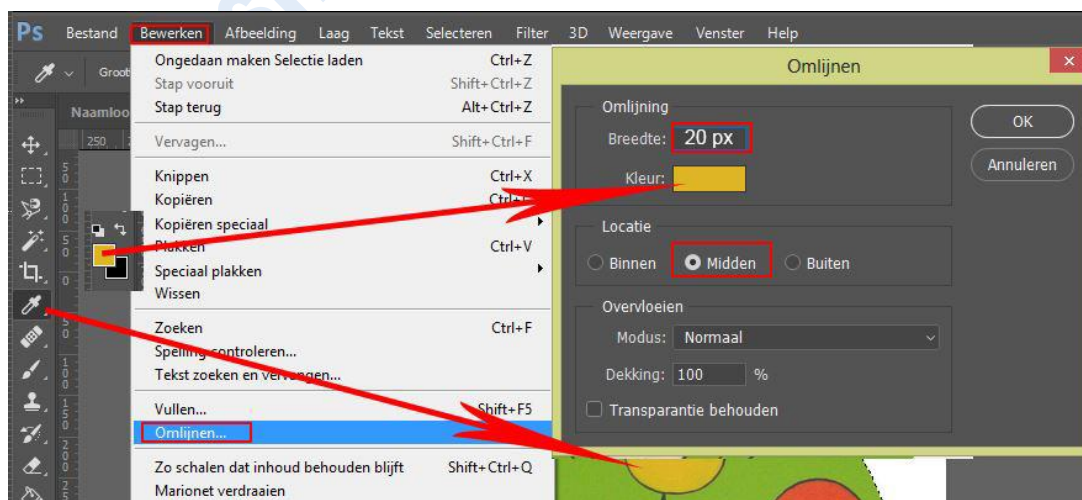 Ps Bestand Bewerken Afbeelding Laag Tekst Selecteren Filter 3D Weergave Venster Help
Groot
Naamloo
250
Ongedaan maken Selectie laden Ctrl+Z
Stap vooruit Shift+Ctrl+Z
Stap terug Alt+Ctrl+Z
Vervagen... Shift+Ctrl+F
Knippen Ctrl+X
Kopiëren
Kopiëren speciaal
Plakken Ctrl+V
Speciaal plakken
Wissen
Zoeken Ctrl+F
Spelling controleren...
Tekst zoeken en vervangen...
Vullen... Shift+F5
Omlijnen...
Zo schalen dat inhoud behouden blijft Shift+Ctrl+Q
Marionet verdraaien
Omlijnen
Omlijning
Breedte: 20 px
Kleur:
OK
Annuleren
Locatie
Binnen Midden Buiten
Overvloeien
Modus: Normaal
Dekking: 100 %
Transparantie behouden